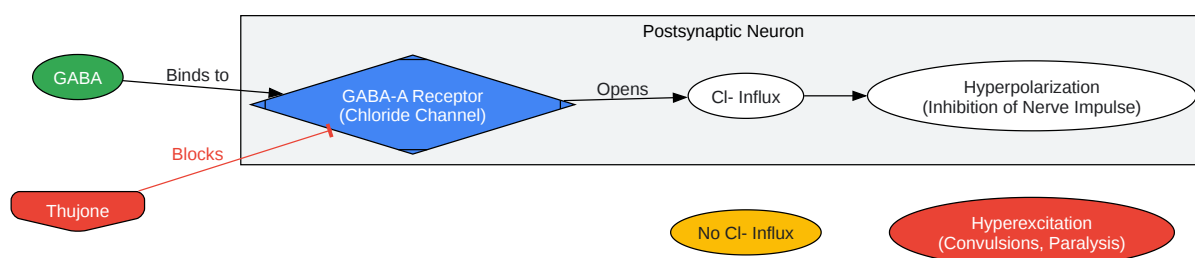 Postsynaptic Neuron
GABA
Binds to
GABA-A Receptor
(Chloride Channel)
Opens
Cl- Influx
Hyperpolarization
(Inhibition of Nerve Impulse)
Blocks
Thujone
No Cl- Influx
Hyperexcitation
(Convulsions, Paralysis)